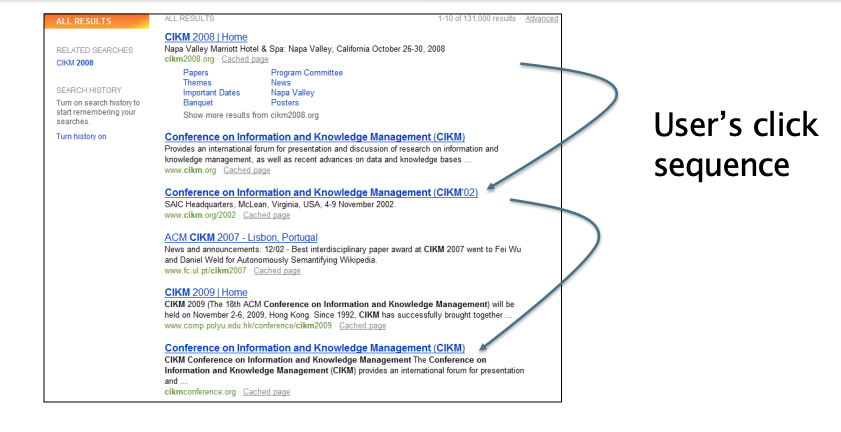 ALL RESULTS
ALL RESULTS
1-10 of 131,000 results · Advanced
RELATED SEARCHES
CIKM 2008
SEARCH HISTORY
Turn on search history to
start remembering your
searches.
Turn history on
CIKM 2008 | Home
Napa Valley Marriott Hotel & Spa: Napa Valley, California October 26-30, 2008
cikm2008.org · Cached page
Papers Program Committee
Themes News
Important Dates Napa Valley
Banquet Posters
Show more results from cikm2008.org
Conference on Information and Knowledge Management (CIKM)
Provides an international forum for presentation and discussion of research on information and
knowledge management, as well as recent advances on data and knowledge bases ...
www.cikm.org · Cached page
Conference on Information and Knowledge Management (CIKM'02)
SAIC Headquarters, McLean, Virginia, USA, 4-9 November 2002.
www.cikm.org/2002 · Cached page
ACM CIKM 2007 - Lisbon, Portugal
News and announcements: 12/02 - Best interdisciplinary paper award at CIKM 2007 went to Fei Wu
and Daniel Weld for Autonomously Semantifying Wikipedia.
www.fc.ul.pt/cikm2007 · Cached page
CIKM 2009 | Home
CIKM 2009 (The 18th ACM Conference on Information and Knowledge Management) will be
held on November 2-6, 2009, Hong Kong. Since 1992, CIKM has successfully brought together ...
www.comp.polyu.edu.hk/conference/cikm2009 · Cached page
Conference on Information and Knowledge Management (CIKM)
CIKM Conference on Information and Knowledge Management The Conference on
Information and Knowledge Management (CIKM) provides an international forum for presentation
and ...
cikmconference.org · Cached page
User's click
sequence